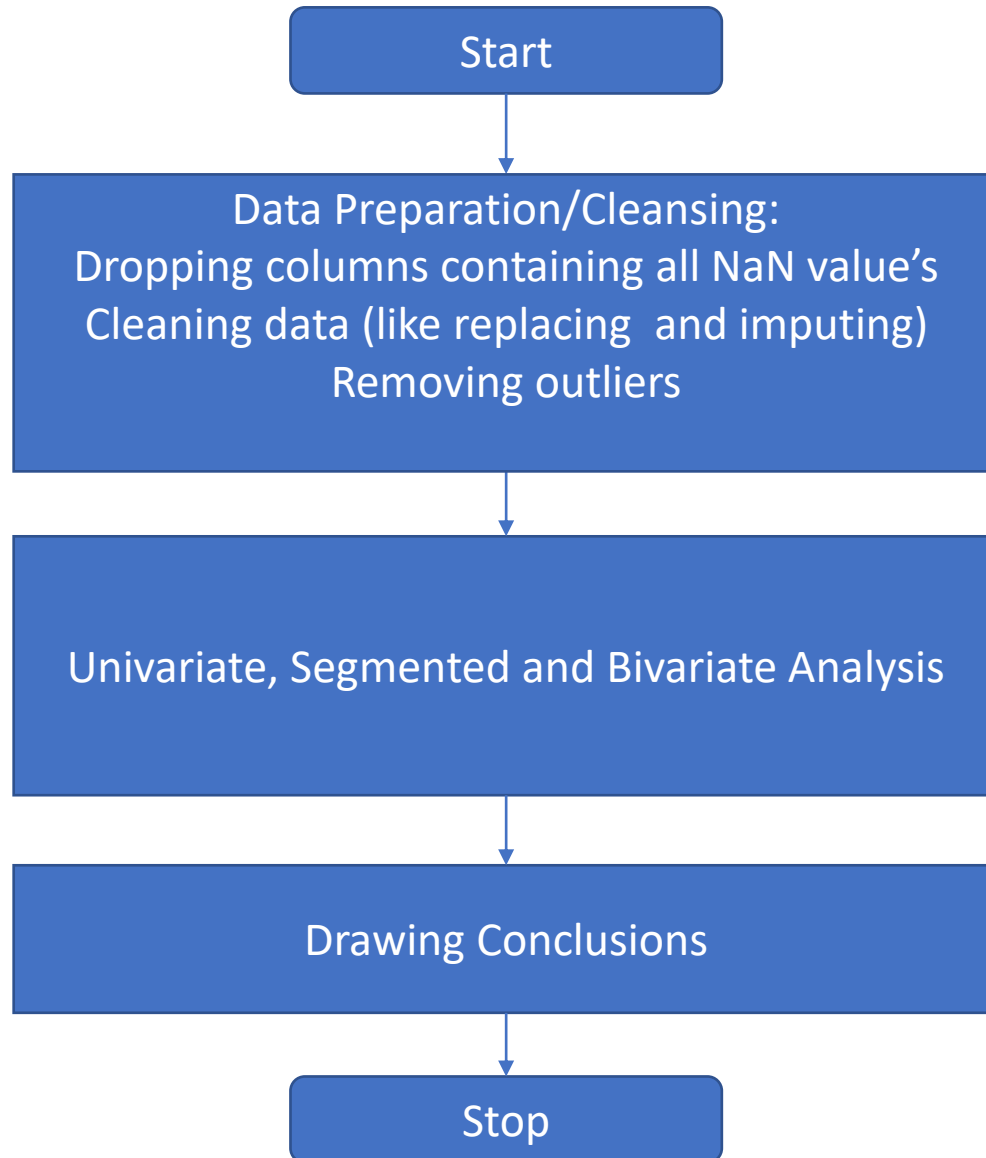 Start
Data Preparation/Cleansing:
Dropping columns containing all NaN value’s
Cleaning data (like replacing  and imputing)
Removing outliers
Univariate, Segmented and Bivariate Analysis
Drawing Conclusions
Stop